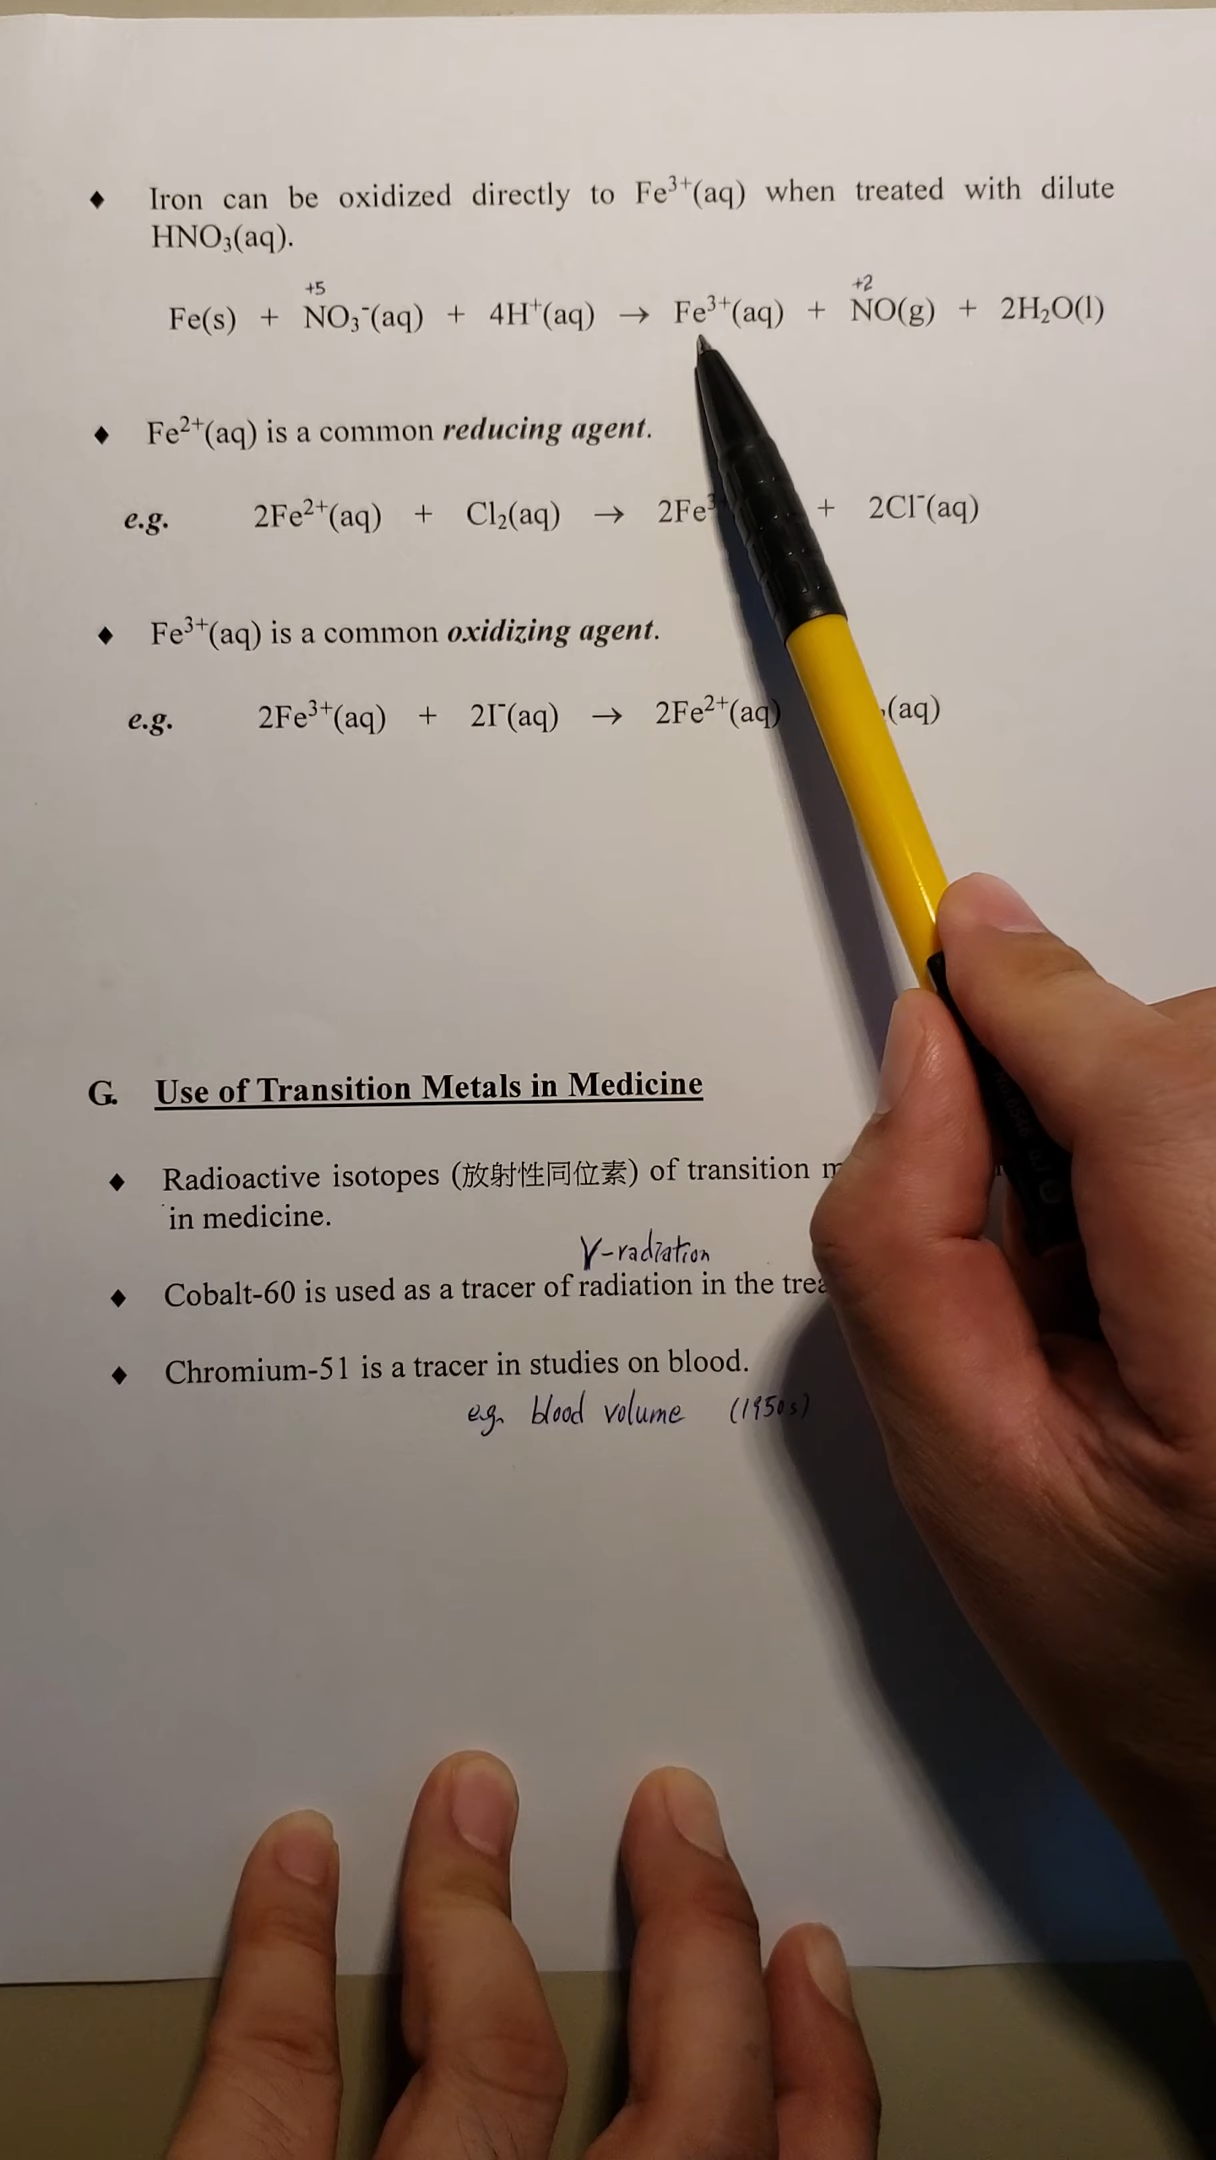 ♦ Iron can be oxidized directly to Fe³⁺(aq) when treated with dilute
HNO₃(aq).
+5 +2
Fe(s) + NO₃⁻(aq) + 4H⁺(aq) → Fe³⁺(aq) + NO(g) + 2H₂O(l)
♦ Fe²⁺(aq) is a common reducing agent.
e.g. 2Fe²⁺(aq) + Cl₂(aq) → 2Fe³ + 2Cl⁻(aq)
♦ Fe³⁺(aq) is a common oxidizing agent.
e.g. 2Fe³⁺(aq) + 2I⁻(aq) → 2Fe²⁺(aq) (aq)
G. Use of Transition Metals in Medicine
♦ Radioactive isotopes (放射性同位素) of transition
in medicine.
γ-radiation
♦ Cobalt-60 is used as a tracer of radiation in the
♦ Chromium-51 is a tracer in studies on blood.
e.g. blood volume (1950s)